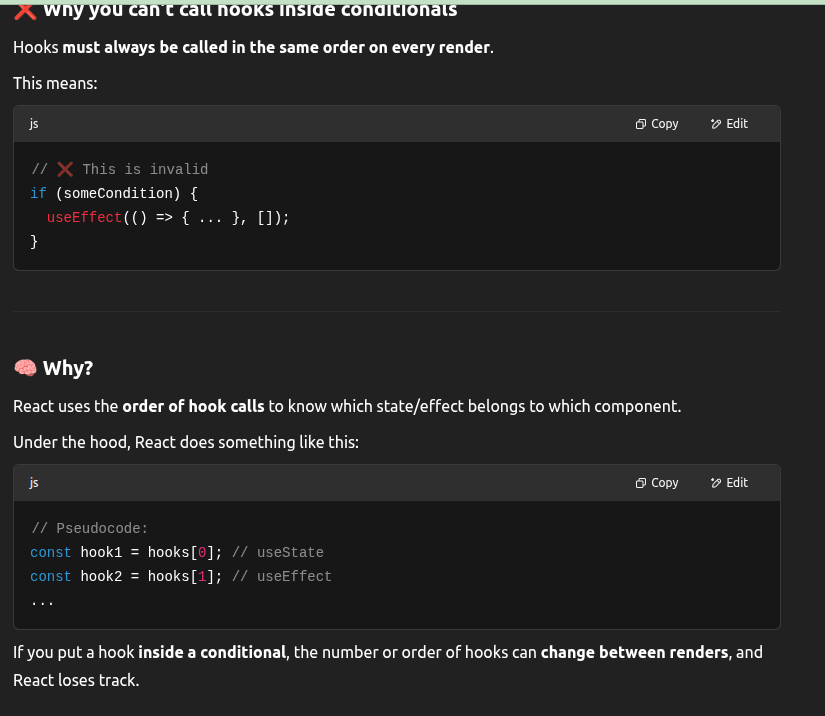 ❌ Why you can't call hooks inside conditionals
Hooks must always be called in the same order on every render.
This means:
js
Copy
Edit
// ❌ This is invalid
if (someCondition) {
  useEffect(() => { ... }, []);
}
🧠 Why?
React uses the order of hook calls to know which state/effect belongs to which component.
Under the hood, React does something like this:
js
Copy
Edit
// Pseudocode:
const hook1 = hooks[0]; // useState
const hook2 = hooks[1]; // useEffect
...
If you put a hook inside a conditional, the number or order of hooks can change between renders, and
React loses track.